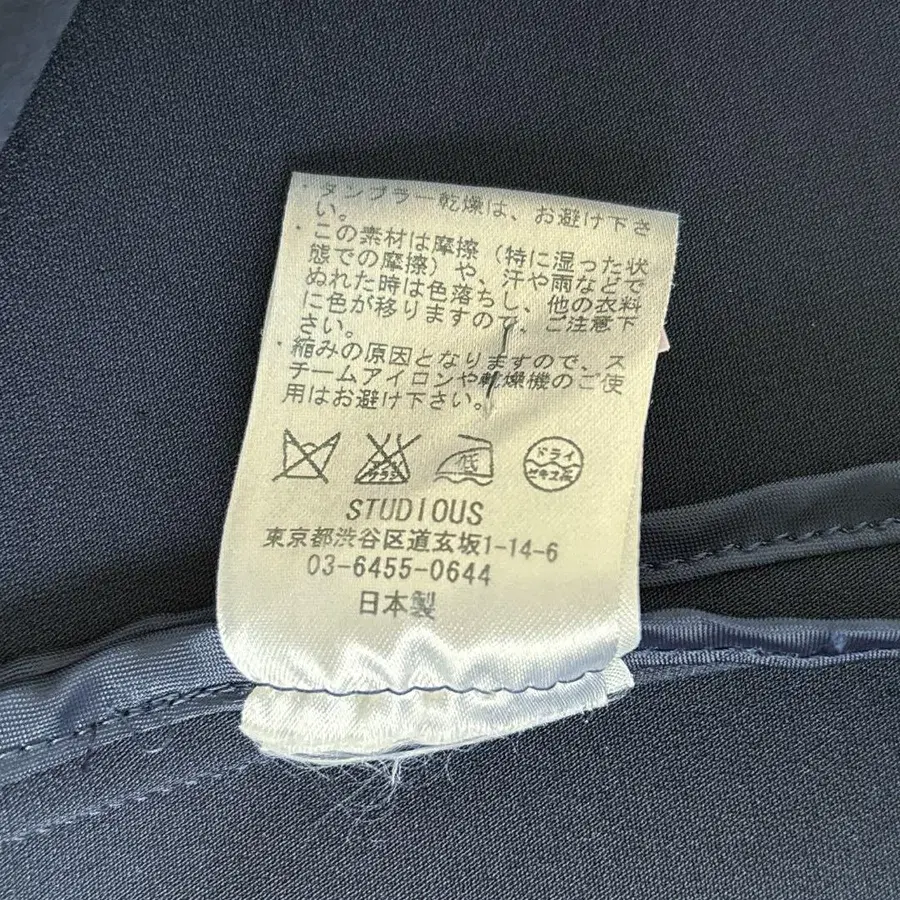 ・タンブラー乾燥は、お避け下さ
い。
・この素材は摩擦（特に湿った状
態での摩擦）や、汗や雨などで
ぬれた時は色落ちし、他の衣料
に色が移りますので、ご注意下
さい。
・縮みの原因となりますので、ス
チームアイロンや乾燥機のご使
用はお避け下さい。
エンソ
サラシ
低
ドライ
セキユ系
STUDIOUS
東京都渋谷区道玄坂1-14-6
03-6455-0644
日本製